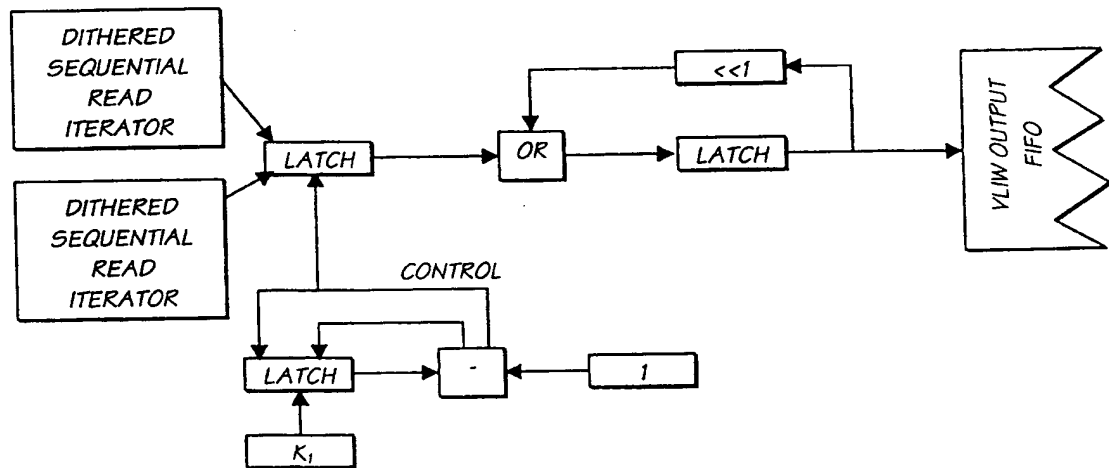 DITHERED
SEQUENTIAL
READ
ITERATOR
<<1
VLIW OUTPUT
FIFO
LATCH
OR
LATCH
DITHERED
SEQUENTIAL
READ
ITERATOR
CONTROL
LATCH
-
1
K₁